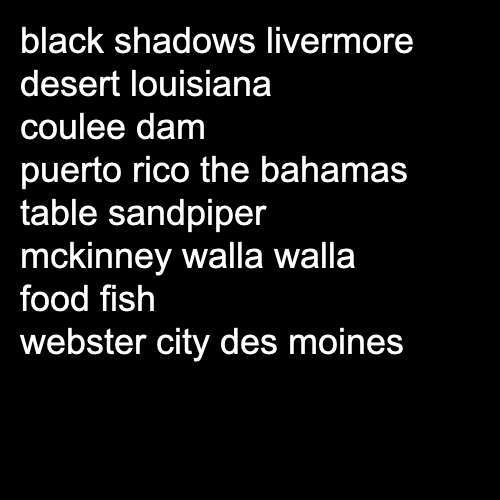 black shadows livermore
desert louisiana
coulee dam
puerto rico the bahamas
table sandpiper
mckinney walla walla
food fish
webster city des moines